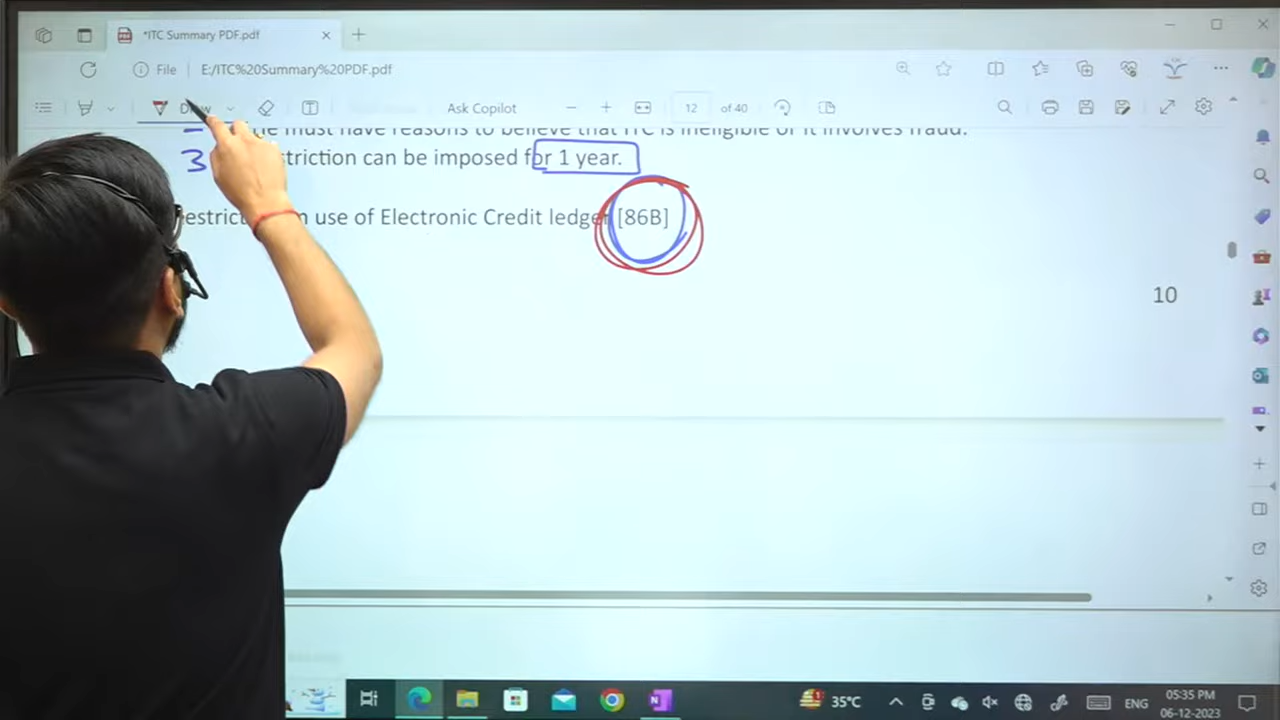 *ITC Summary PDF.pdf
File E:/ITC%20Summary%20PDF.pdf
Draw Ask Copilot 12 of 40
must have reasons to believe that ITC is ineligible or it involves fraud.
3 striction can be imposed for 1 year.
estrict use of Electronic Credit ledger [86B]
10
35°C ENG 05:35 PM
06-12-2023